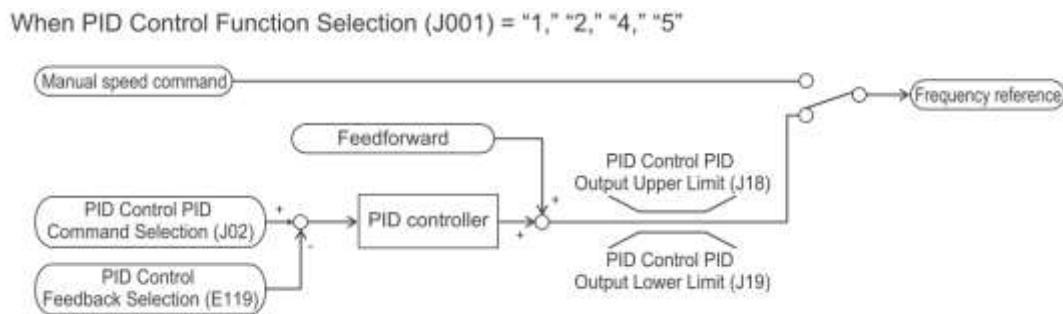 When PID Control Function Selection (J001) = “1,” “2,” “4,” “5”
Manual speed command
Frequency reference
Feedforward
PID Control PID
Output Upper Limit (J18)
PID Control PID
Command Selection (J02)
+
-
PID controller
+
+
PID Control
Feedback Selection (E119)
PID Control PID
Output Lower Limit (J19)